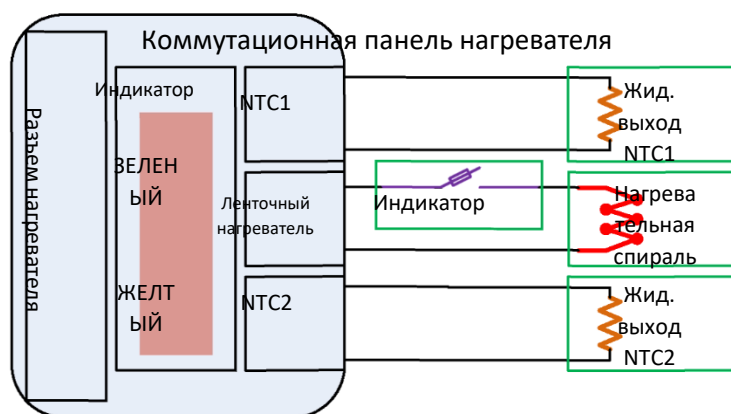 Коммутационная панель нагревателя
Разъем нагревателя
Индикатор
ЗЕЛЕН
ЫЙ
ЖЕЛТ
ЫЙ
NTC1
Ленточный
нагреватель
NTC2
Индикатор
Жид.
выход
NTC1
Нагрева
тельная
спираль
Жид.
выход
NTC2